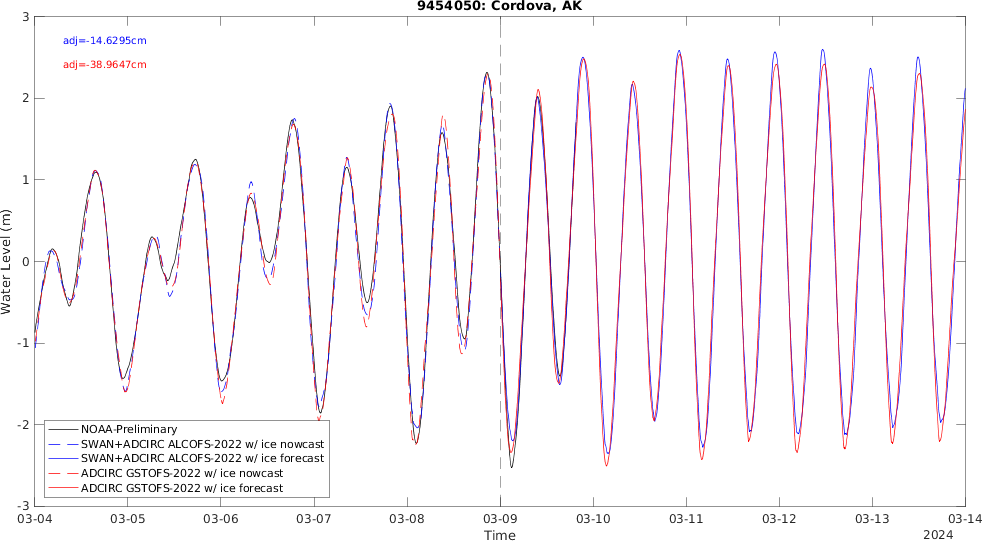 9454050: Cordova, AK
adj=-14.6295cm
adj=-38.9647cm
3
2
1
0
-1
-2
-3
Water Level (m)
NOAA-Preliminary
SWAN+ADCIRC ALCOFS-2022 w/ ice nowcast
SWAN+ADCIRC ALCOFS-2022 w/ ice forecast
ADCIRC GSTOFS-2022 w/ ice nowcast
ADCIRC GSTOFS-2022 w/ ice forecast
03-04 03-05 03-06 03-07 03-08 03-09 03-10 03-11 03-12 03-13 03-14
Time
2024